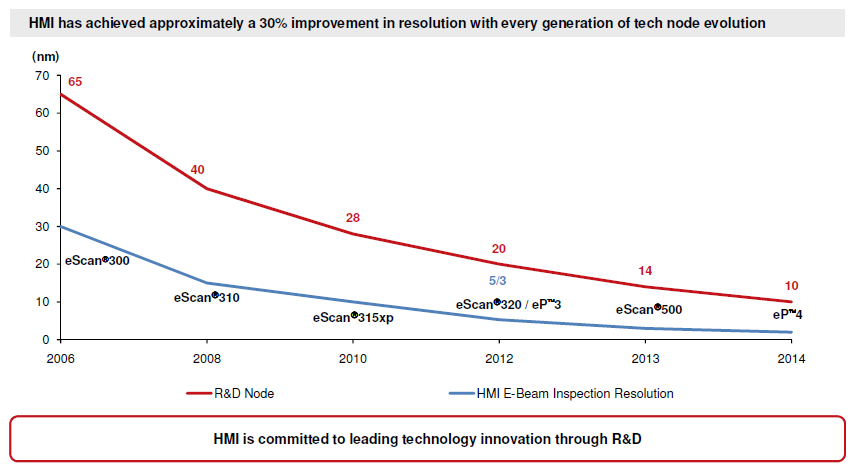 HMI has achieved approximately a 30% improvement in resolution with every generation of tech node evolution
(nm)
70
60
50
40
30
20
10
0
65
40
28
20
14
10
5/3
eScan®300
eScan®310
eScan®315xp
eScan®320 / eP™3
eScan®500
eP™4
2006 2008 2010 2012 2013 2014
R&D Node HMI E-Beam Inspection Resolution
HMI is committed to leading technology innovation through R&D